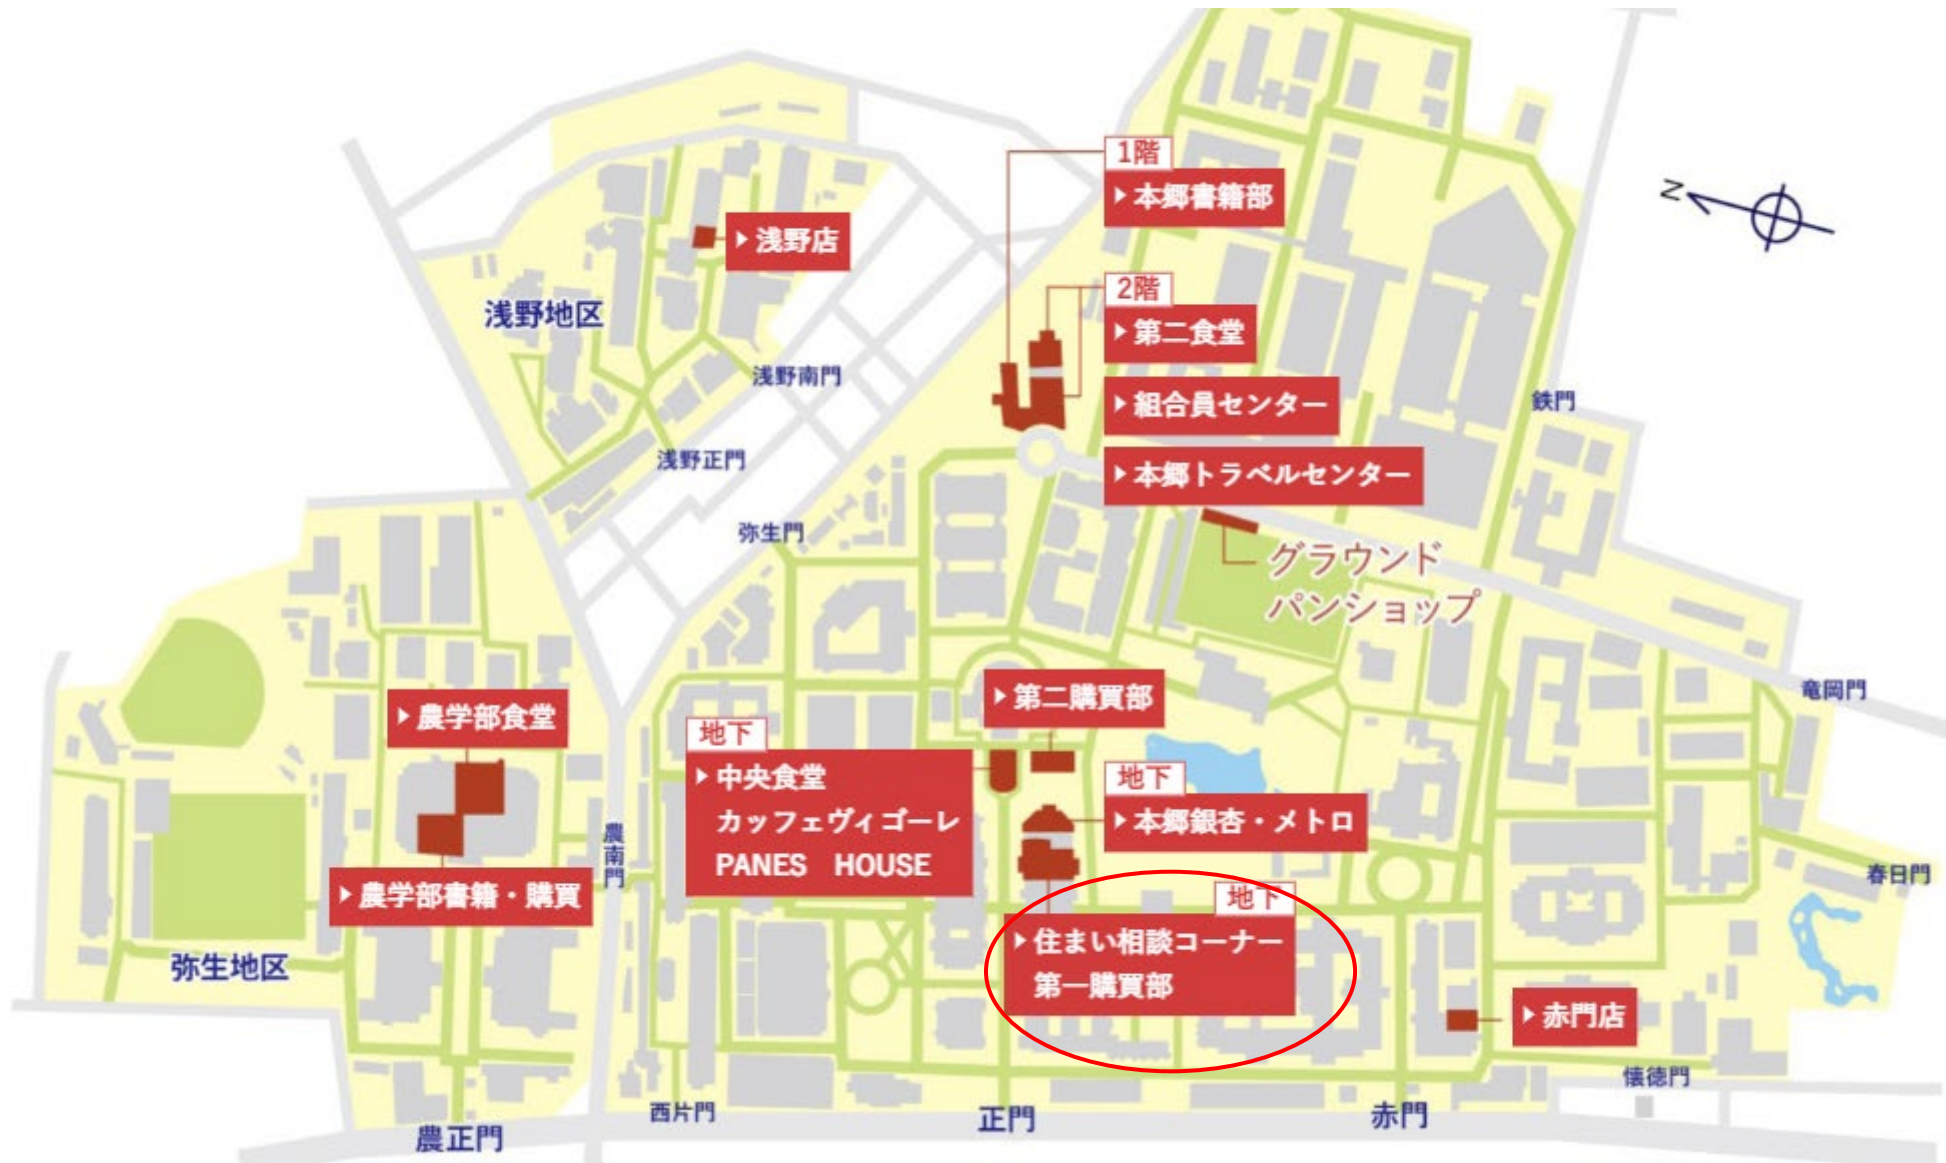 1階
本郷書籍部
N
浅野店
2階
浅野地区
第二食堂
浅野南門
組合員センター
鉄門
浅野正門
本郷トラベルセンター
弥生門
グラウンド
パンショップ
竜岡門
第二購買部
農学部食堂
地下
中央食堂
カッフェヴィゴーレ
PANES HOUSE
地下
本郷銀杏・メトロ
農南門
春日門
農学部書籍・購買
地下
住まい相談コーナー
第一購買部
弥生地区
赤門店
懐徳門
西片門
正門
赤門
農正門